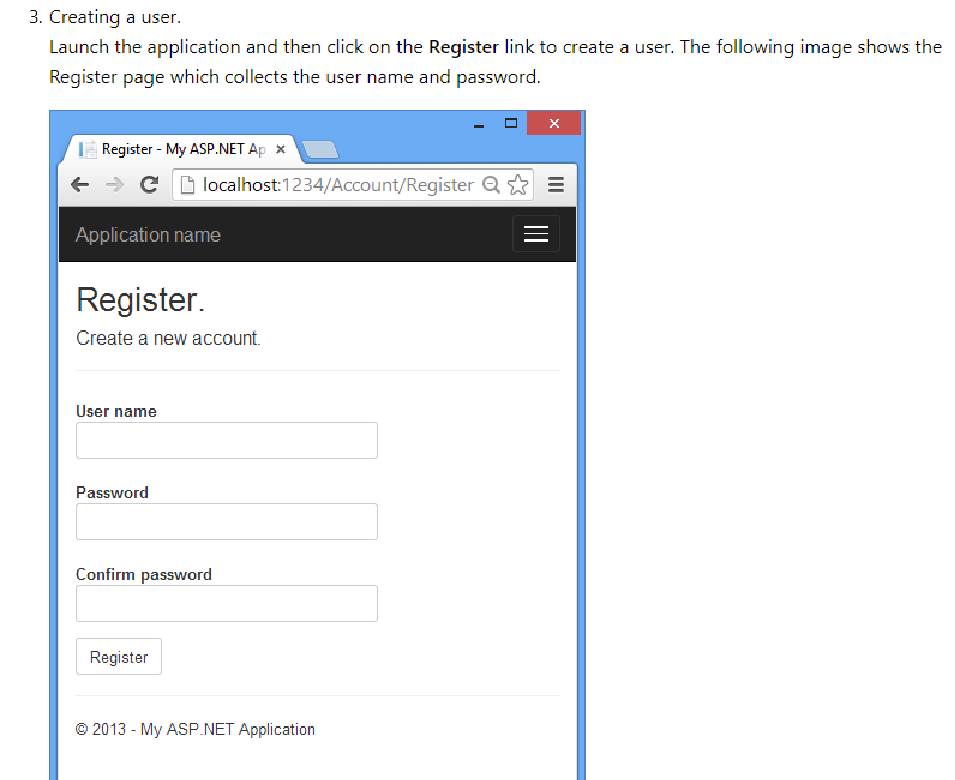 3. Creating a user.
Launch the application and then click on the Register link to create a user. The following image shows the
Register page which collects the user name and password.
Register - My ASP.NET Ap
localhost:1234/Account/Register
Application name
Register.
Create a new account.
User name
Password
Confirm password
Register
© 2013 - My ASP.NET Application